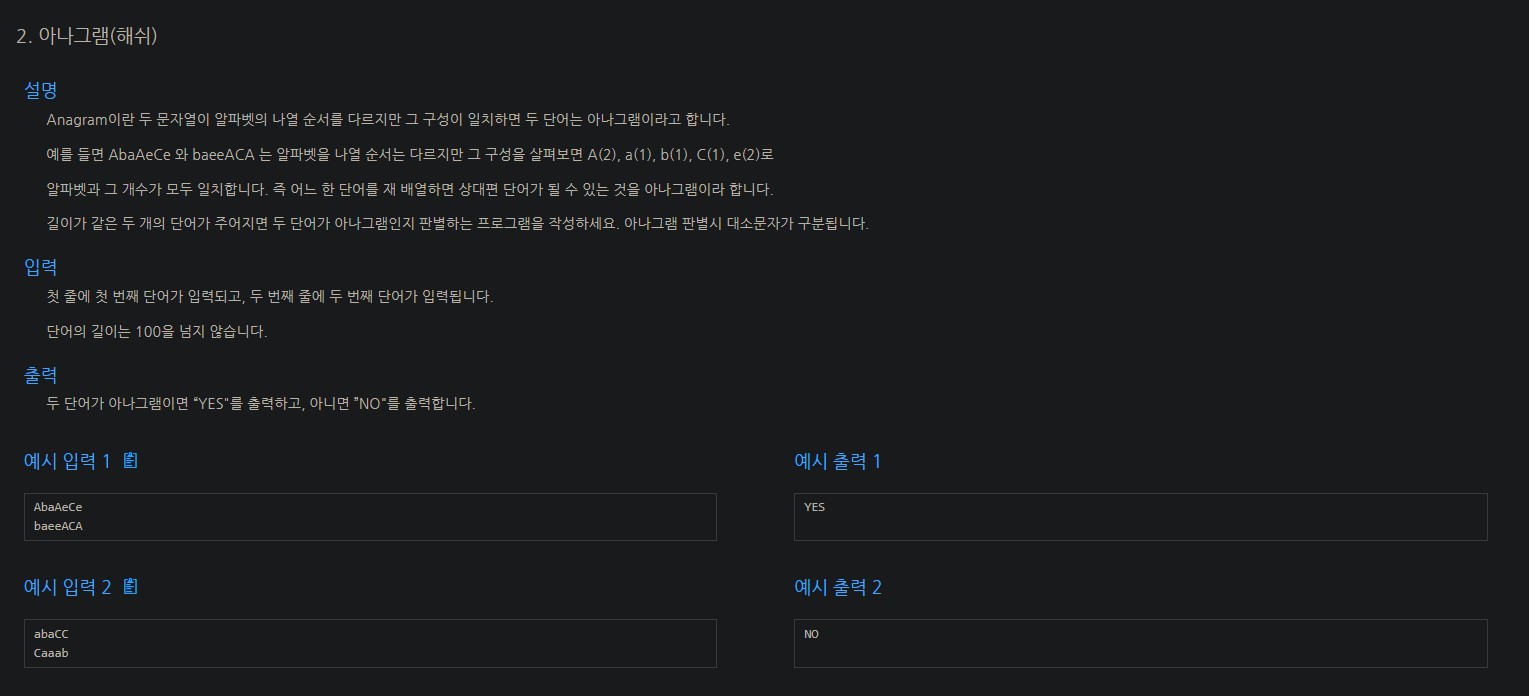 2. 아나그램(해쉬)
설명
Anagram이란 두 문자열이 알파벳의 나열 순서를 다르지만 그 구성이 일치하면 두 단어는 아나그램이라고 합니다.
예를 들면 AbaAeCe 와 baeeACA 는 알파벳을 나열 순서는 다르지만 그 구성을 살펴보면 A(2), a(1), b(1), C(1), e(2)로
알파벳과 그 개수가 모두 일치합니다. 즉 어느 한 단어를 재 배열하면 상대편 단어가 될 수 있는 것을 아나그램이라 합니다.
길이가 같은 두 개의 단어가 주어지면 두 단어가 아나그램인지 판별하는 프로그램을 작성하세요. 아나그램 판별시 대소문자가 구분됩니다.
입력
첫 줄에 첫 번째 단어가 입력되고, 두 번째 줄에 두 번째 단어가 입력됩니다.
단어의 길이는 100을 넘지 않습니다.
출력
두 단어가 아나그램이면 “YES"를 출력하고, 아니면 ”NO"를 출력합니다.
예시 입력 1
예시 출력 1
AbaAeCe
baeeACA
YES
예시 입력 2
예시 출력 2
abaCC
Caaab
NO